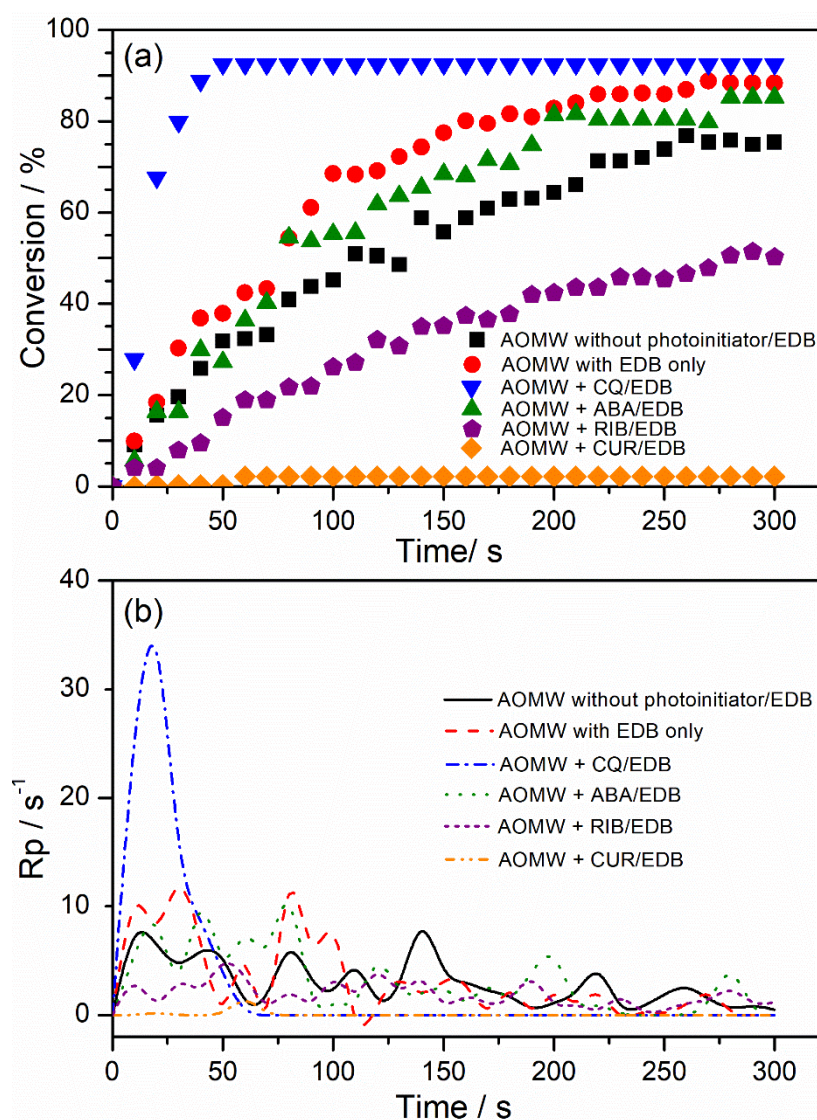 (a)
Conversion / %
100
80
60
40
20
0
AOMW without photoinitiator/EDB
AOMW with EDB only
AOMW + CQ/EDB
AOMW + ABA/EDB
AOMW + RIB/EDB
AOMW + CUR/EDB
0 50 100 150 200 250 300
Time/ s
(b)
Rp / s⁻¹
40
30
20
10
0
AOMW without photoinitiator/EDB
AOMW with EDB only
AOMW + CQ/EDB
AOMW + ABA/EDB
AOMW + RIB/EDB
AOMW + CUR/EDB
0 50 100 150 200 250 300
Time / s